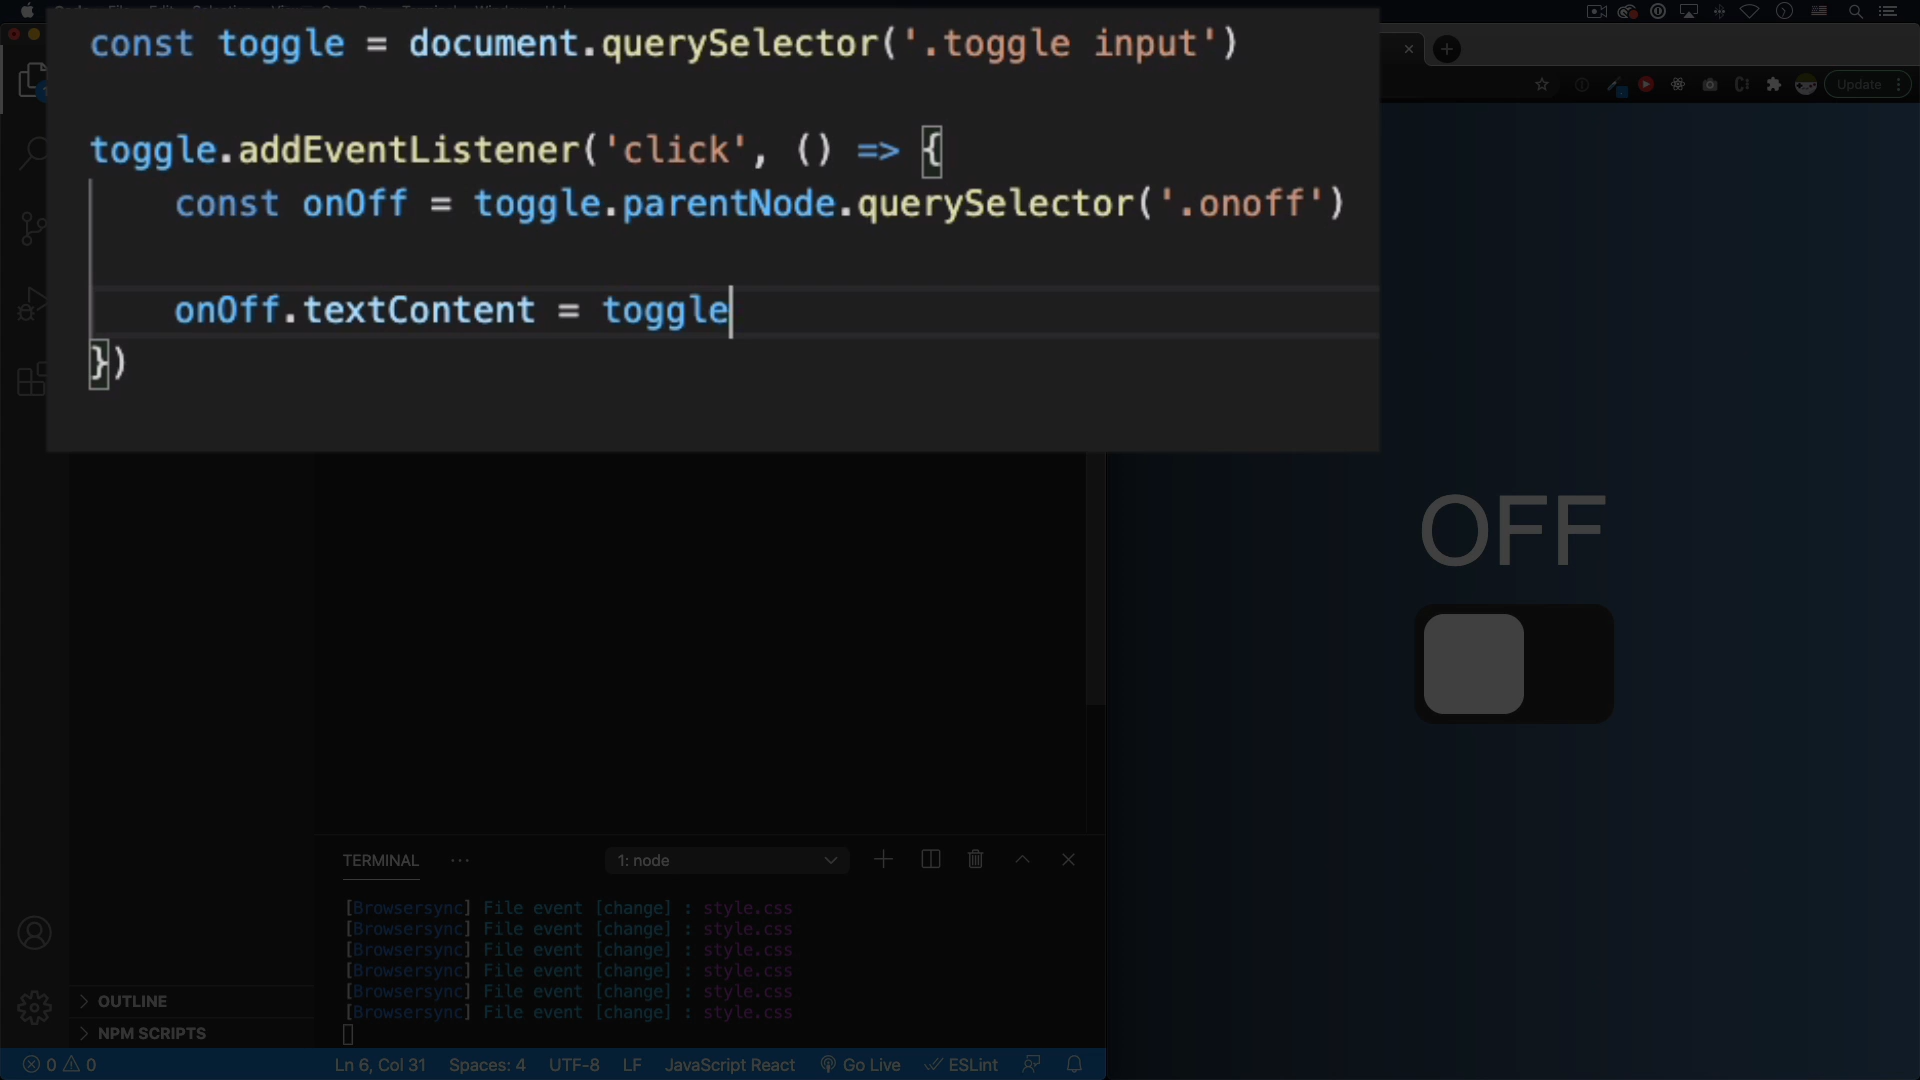 const toggle = document.querySelector('.toggle input')
toggle.addEventListener('click', () => {
const onOff = toggle.parentNode.querySelector('.onoff')
onOff.textContent = toggle
})
Update
OFF
TERMINAL ...
1: node
[Browsersync] File event [change] : style.css
[Browsersync] File event [change] : style.css
[Browsersync] File event [change] : style.css
[Browsersync] File event [change] : style.css
[Browsersync] File event [change] : style.css
[Browsersync] File event [change] : style.css
OUTLINE
NPM SCRIPTS
0 0 Ln 6, Col 31 Spaces: 4 UTF-8 LF JavaScript React Go Live ESLint